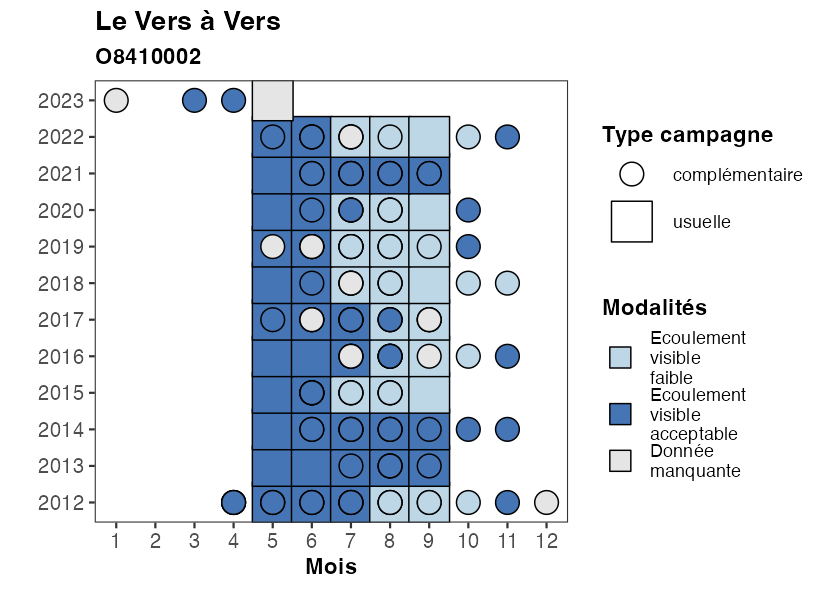 Le Vers à Vers
O8410002
2023
2022
2021
2020
2019
2018
2017
2016
2015
2014
2013
2012
1 2 3 4 5 6 7 8 9 10 11 12
Mois
Type campagne
complémentaire
usuelle
Modalités
Ecoulement
visible
faible
Ecoulement
visible
acceptable
Donnée
manquante